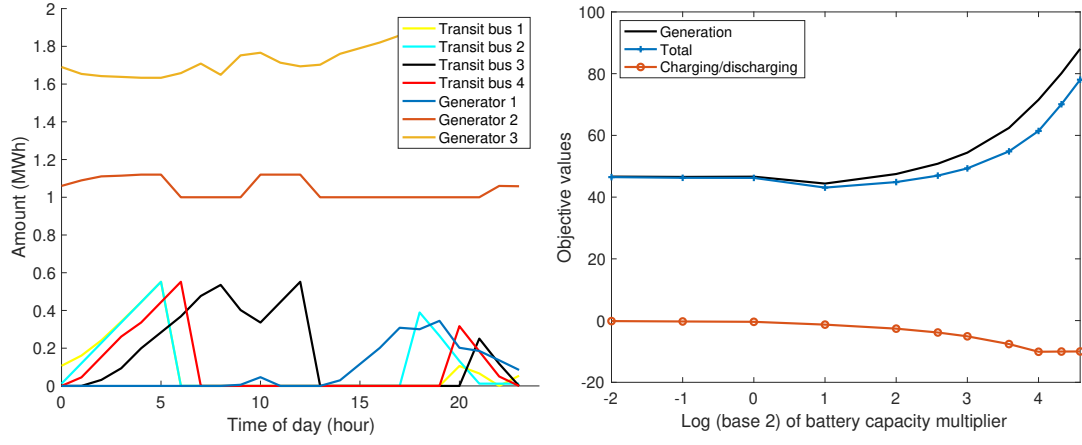 2
1.8
1.6
1.4
1.2
1
0.8
0.6
0.4
0.2
0
Amount (MWh)
0
5
10
15
20
Time of day (hour)
Transit bus 1
Transit bus 2
Transit bus 3
Transit bus 4
Generator 1
Generator 2
Generator 3
100
80
60
40
20
0
-20
Objective values
-2
-1
0
1
2
3
4
Log (base 2) of battery capacity multiplier
Generation
Total
Charging/discharging